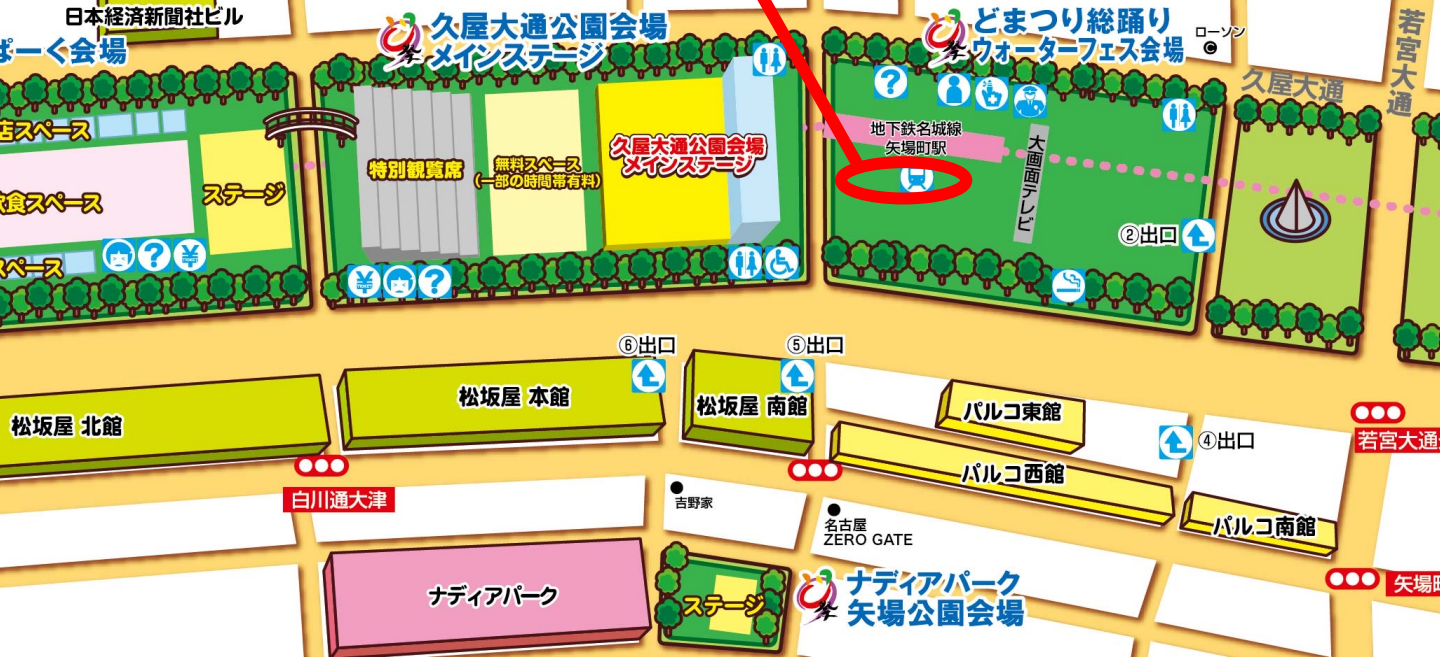 日本経済新聞社ビル
ぱーく会場
久屋大通公園会場
メインステージ
どまつり総踊り
ウォーターフェス会場
ローソン
若宮大通
久屋大通
店スペース
ステージ
飲食スペース
スペース
特別観覧席
無料スペース
(一部の時間帯有料)
久屋大通公園会場
メインステージ
地下鉄名城線
矢場町駅
大画面テレビ
②出口
⑥出口
⑤出口
松坂屋 北館
松坂屋 本館
松坂屋 南館
パルコ東館
パルコ西館
④出口
若宮大通
白川通大津
吉野家
名古屋
ZERO GATE
パルコ南館
ナディアパーク
ステージ
ナディアパーク
矢場公園会場
矢場町